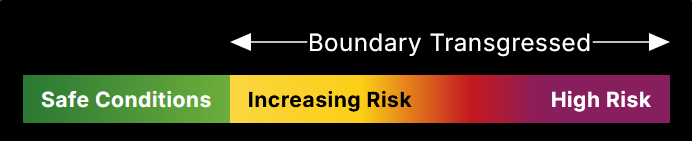 Boundary Transgressed
Safe Conditions Increasing Risk High Risk